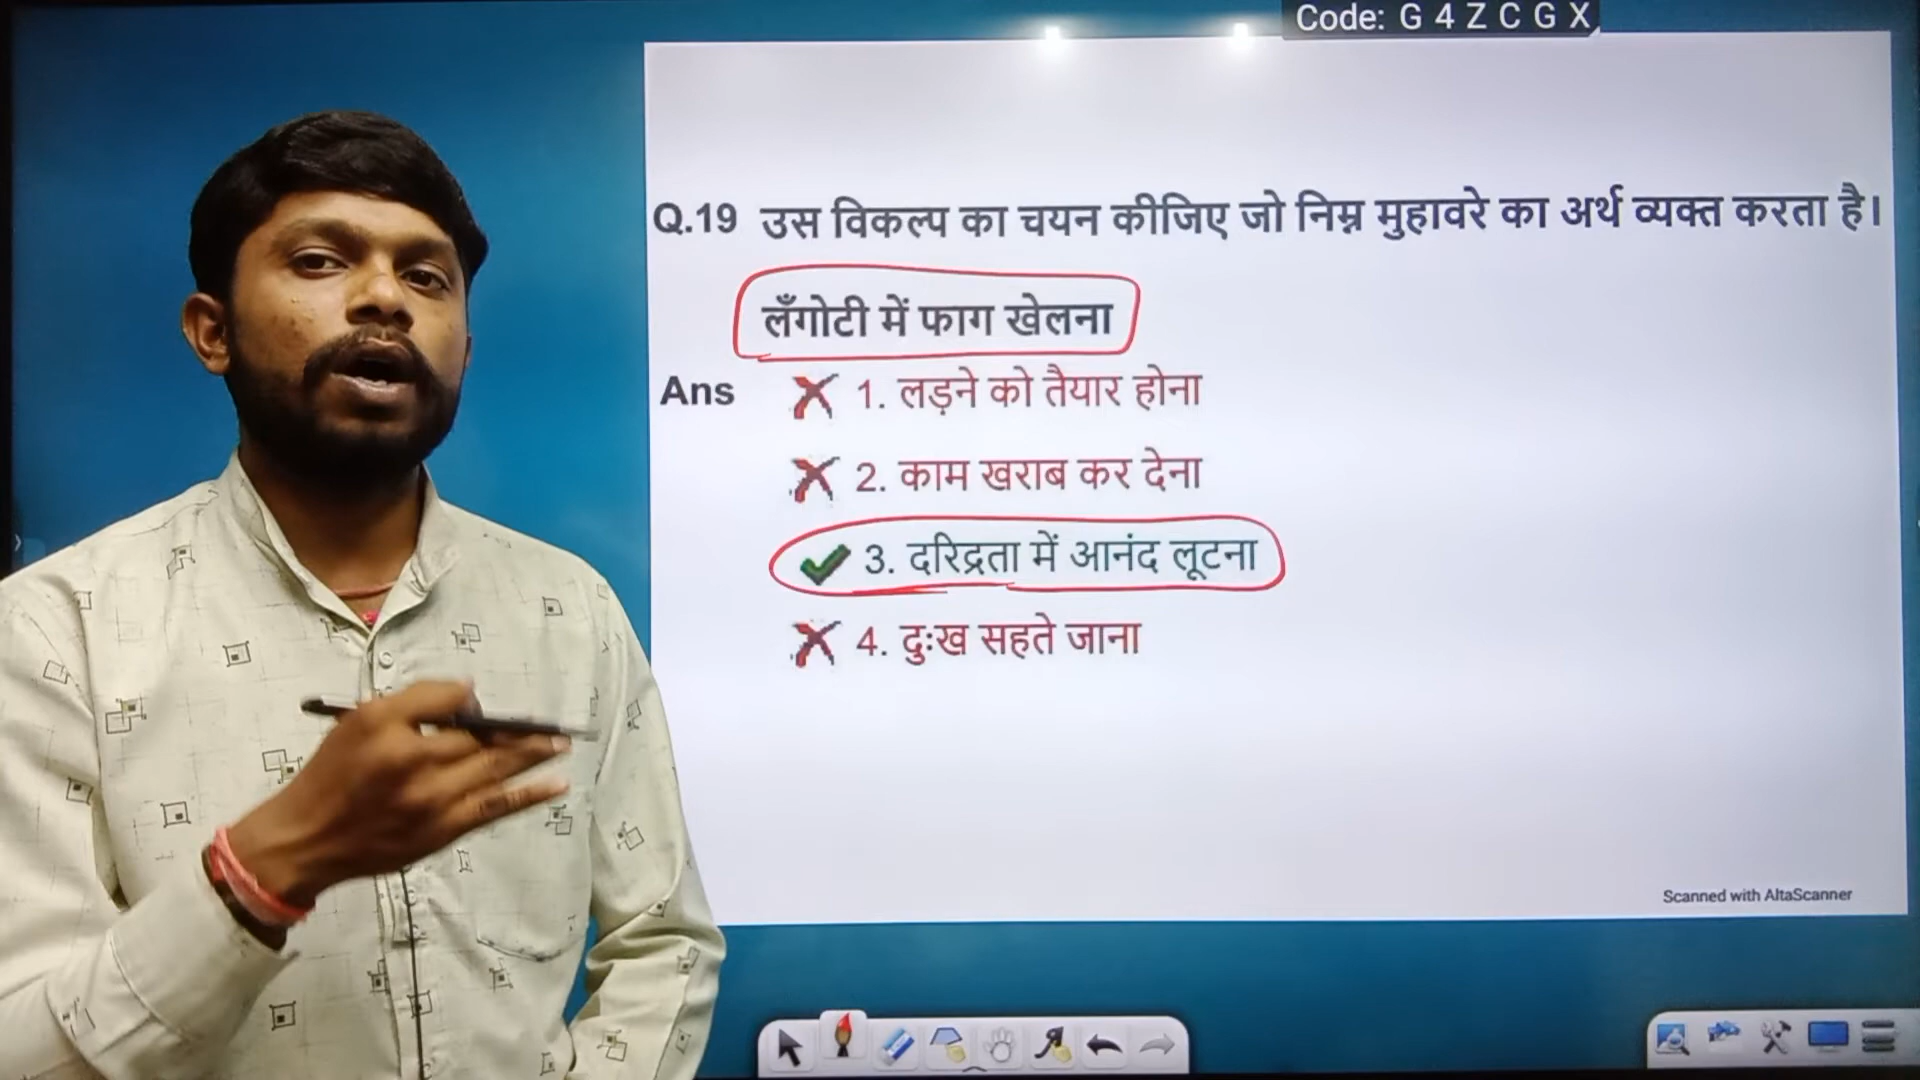 Code: G 4 Z C G X
Q.19 उस विकल्प का चयन कीजिए जो निम्न मुहावरे का अर्थ व्यक्त करता है।
लँगोटी में फाग खेलना
Ans 1. लड़ने को तैयार होना
2. काम खराब कर देना
3. दरिद्रता में आनंद लूटना
4. दुःख सहते जाना
Scanned with AltaScanner